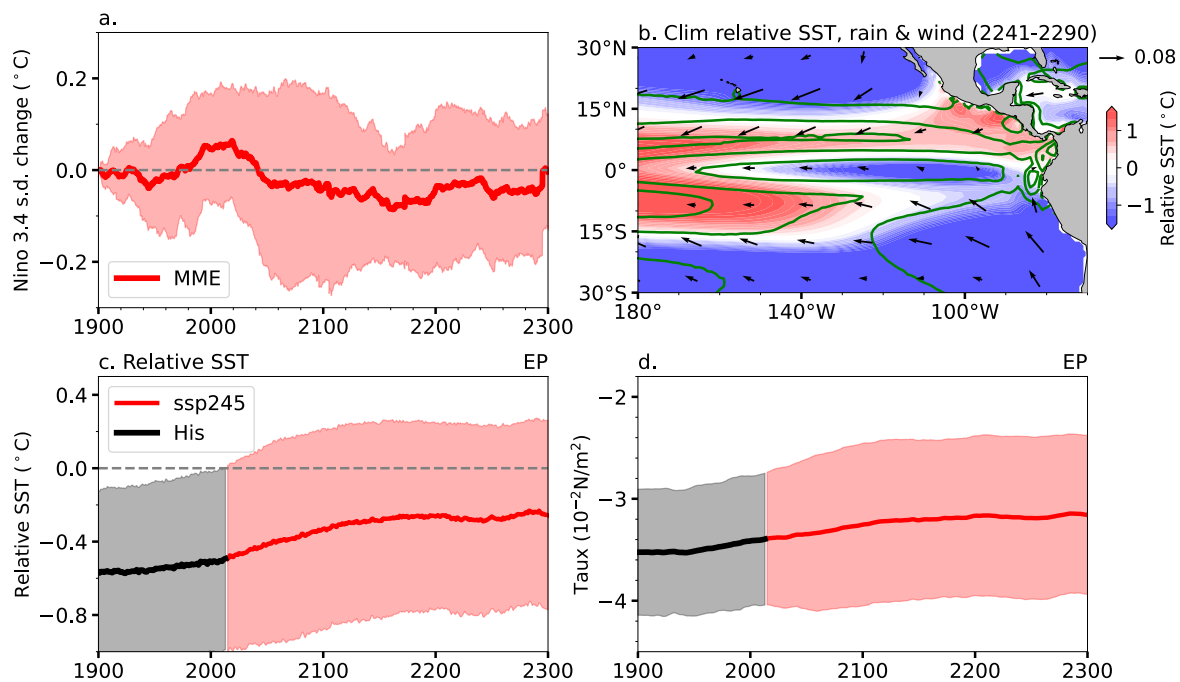 a.
Nino 3.4 s.d. change (°C)
0.2
0.0
−0.2
MME
1900 2000 2100 2200 2300
b. Clim relative SST, rain & wind (2241-2290)
30°N
15°N
0°
15°S
30°S
180 140°W 100°W
0.08
1
0
−1
Relative SST (°C)
c. Relative SST EP
Relative SST (°C)
0.4
0.0
−0.4
−0.8
ssp245
His
1900 2000 2100 2200 2300
d. EP
Taux (10⁻²N/m²)
−2
−3
−4
1900 2000 2100 2200 2300